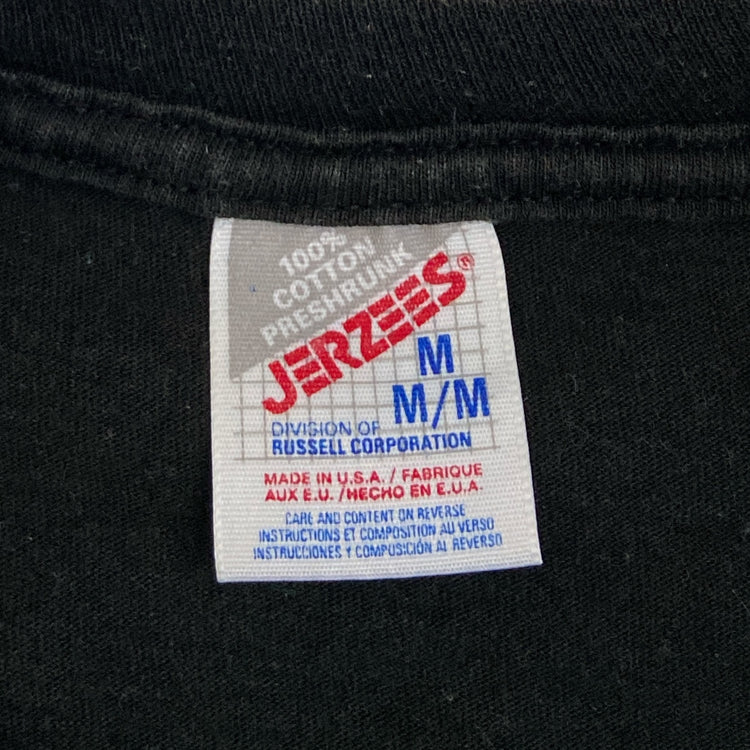 100%
COTTON
PRESHRUNK
JERZEES®
M
M/M
DIVISION OF
RUSSELL CORPORATION
MADE IN U.S.A. / FABRIQUE
AUX E.U. /HECHO EN E.U.A.
CARE AND CONTENT ON REVERSE
INSTRUCTIONS ET COMPOSITION AU VERSO
INSTRUCCIONES Y COMPOSICIÓN AL REVERSO